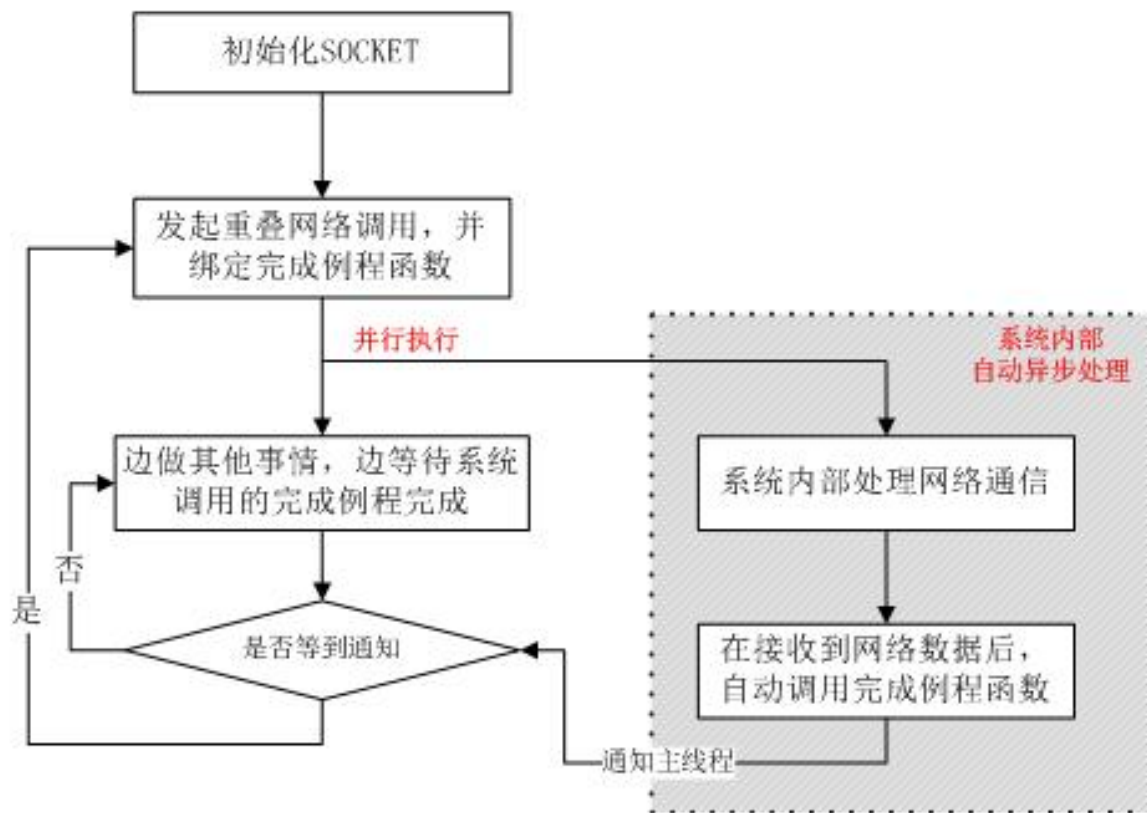 初始化SOCKET
发起重叠网络调用，并
绑定完成例程函数
并行执行
系统内部
自动异步处理
边做其他事情，边等待系统
调用的完成例程完成
系统内部处理网络通信
否
是
是否等到通知
在接收到网络数据后，
自动调用完成例程函数
通知主线程